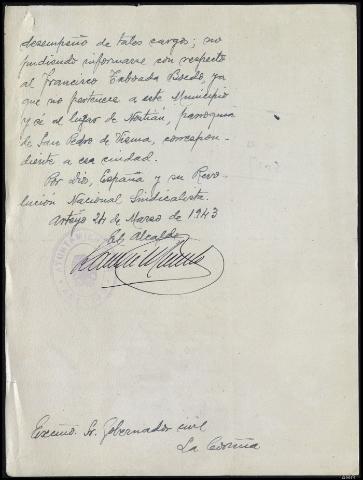 desempeño de tales cargos; no
pudiendo informarse con respecto
al Francisco Taboada Boedo, ya
que no pertenece a este Municipio
y sí al lugar de Nostián, parroquia
de San Pedro de Visma, correspon-
diente a esa ciudad.
Por Dios, España y su Revo-
lución Nacional Sindicalista.
Arteijo 24 de Marzo de 1943
El Alcalde
Excmo. Sr. Gobernador civil
La Coruña